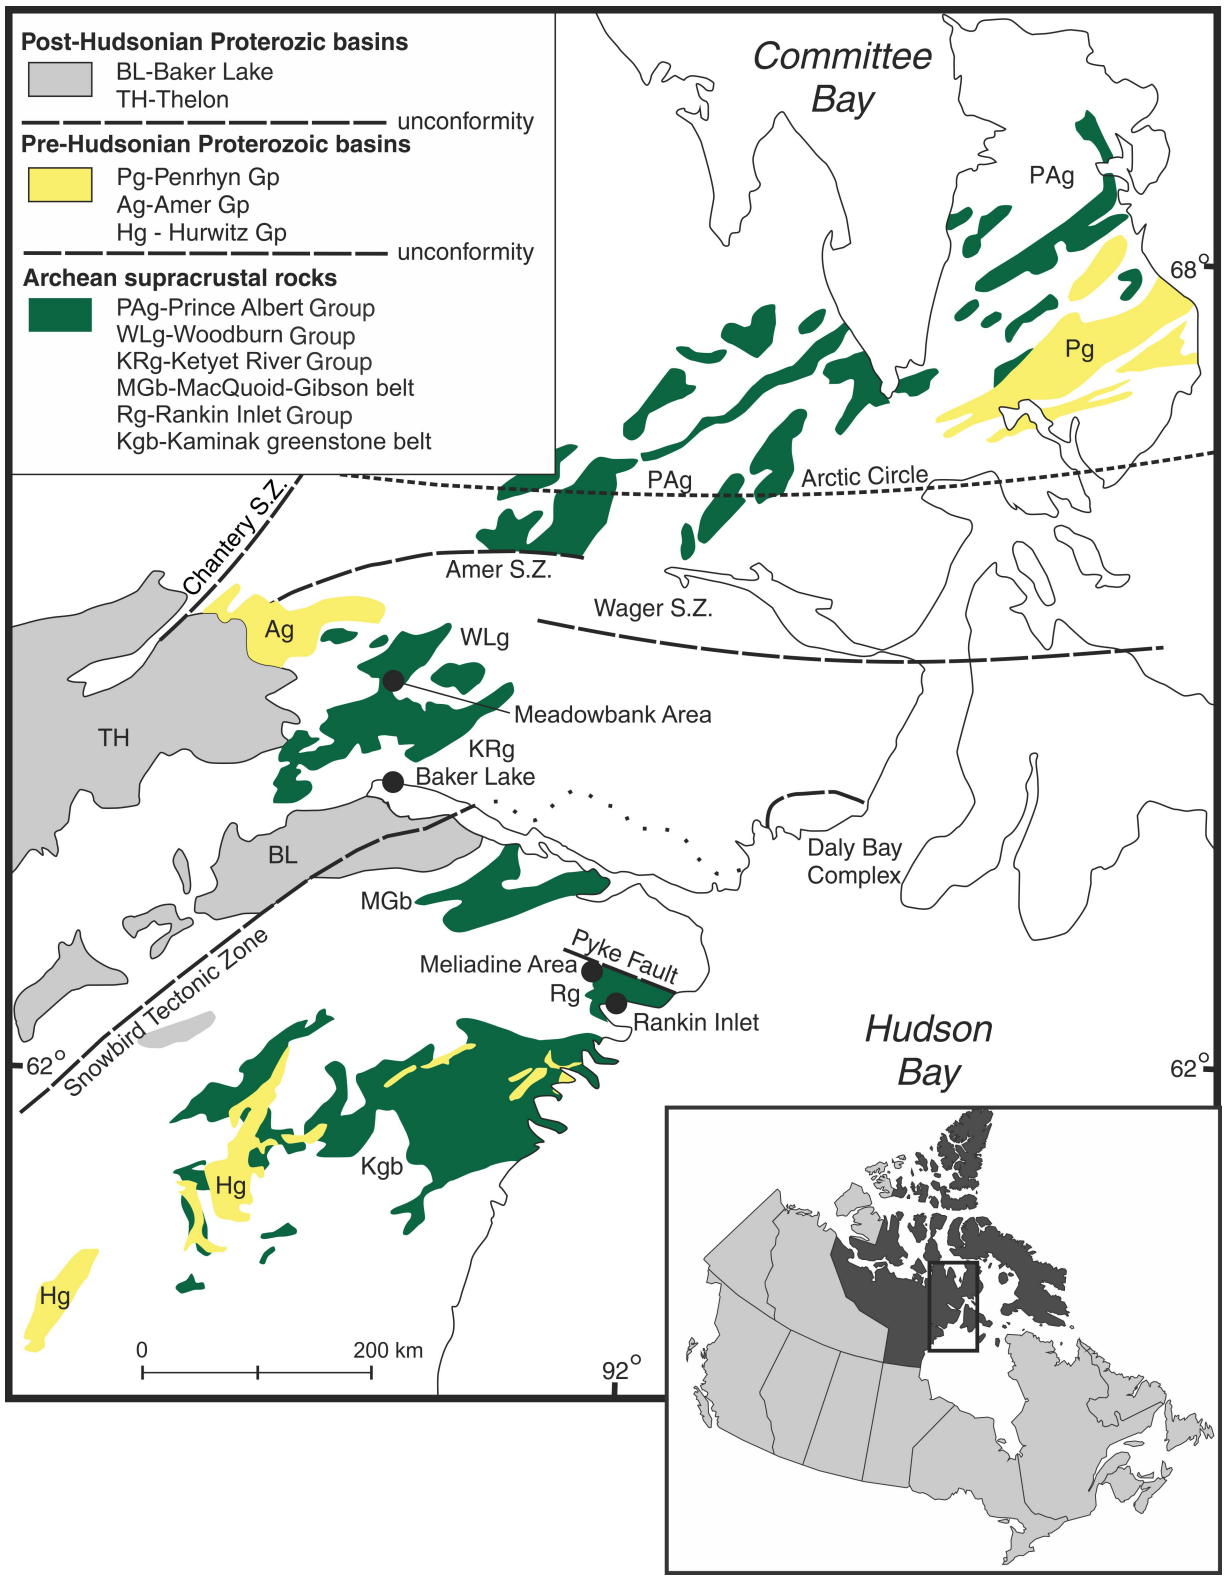 Post-Hudsonian Proterozic basins
BL-Baker Lake
TH-Thelon
unconformity
Pre-Hudsonian Proterozoic basins
Pg-Penrhyn Gp
Ag-Amer Gp
Hg - Hurwitz Gp
unconformity
Archean supracrustal rocks
PAg-Prince Albert Group
WLg-Woodburn Group
KRg-Ketyet River Group
MGb-MacQuoid-Gibson belt
Rg-Rankin Inlet Group
Kgb-Kaminak greenstone belt
Committee
Bay
PAg
68°
Pg
PAg
Arctic Circle
Chantery S.Z.
Amer S.Z.
Wager S.Z.
Ag
WLg
Meadowbank Area
TH
KRg
Baker Lake
BL
Daly Bay
Complex
MGb
Pyke Fault
Meliadine Area
Rg
Rankin Inlet
Snowbird Tectonic Zone
Hudson
Bay
62°
62°
Kgb
Hg
Hg
0
200 km
92°